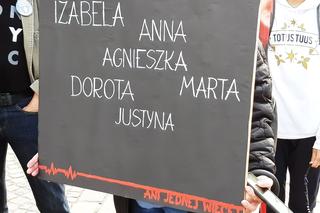 IZABELA
ANNA
AGNIESZKA
DOROTA MARTA
JUSTYNA
ANI JEDNEJ
TOTUS TUUS